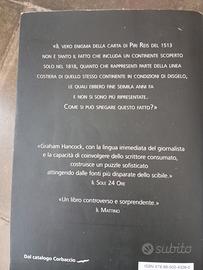 «IL VERO ENIGMA DELLA CARTA DI PIRI REIS DEL 1513
NON È TANTO IL FATTO CHE INCLUDE UN CONTINENTE SCOPERTO
SOLO NEL 1818, QUANTO CHE RAPPRESENTI PARTE DELLA LINEA
COSTIERA DI QUELLO STESSO CONTINENTE IN CONDIZIONE DI DISGELO,
LE QUALI EBBERO FINE SEIMILA ANNI FA E NON
SI SONO PIÙ RIPRESENTATE...
COME SI PUÒ SPIEGARE QUESTO FATTO?»
«Graham Hancock, con la lingua immediata del giornalista
e la capacità di coinvolgere dello scrittore consumato,
costruisce un puzzle sofisticato
attingendo dalle fonti più disparate dello scibile.»
IL SOLE 24 ORE
«Un libro controverso e sorprendente.»
IL MATTINO
Dal catalogo Corbaccio
subito